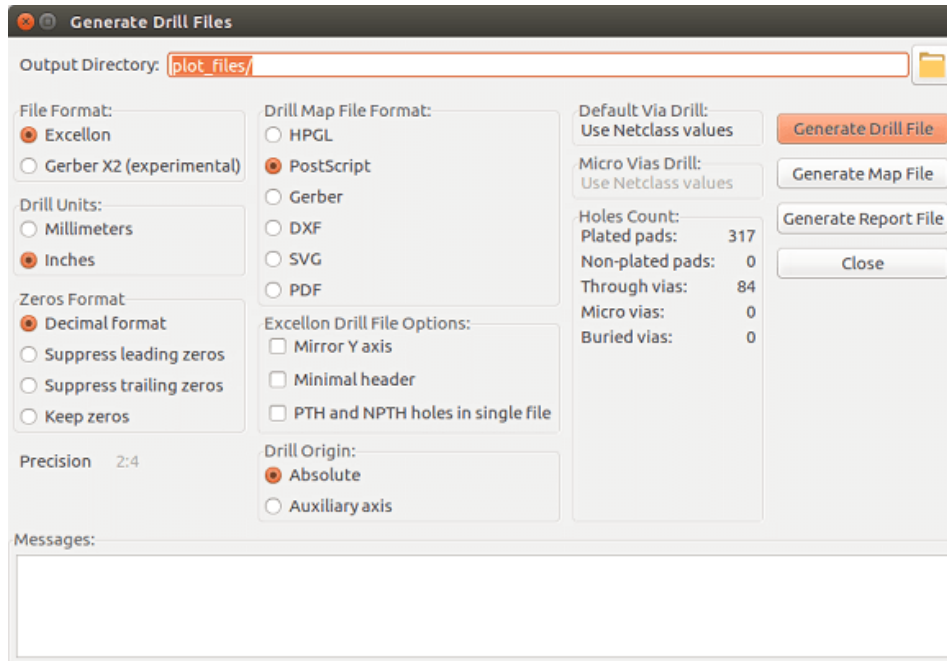 Generate Drill Files
Output Directory: plot_files/
File Format:
Excellon
Gerber X2 (experimental)
Drill Units:
Millimeters
Inches
Zeros Format
Decimal format
Suppress leading zeros
Suppress trailing zeros
Keep zeros
Precision 2:4
Drill Map File Format:
HPGL
PostScript
Gerber
DXF
SVG
PDF
Excellon Drill File Options:
Mirror Y axis
Minimal header
PTH and NPTH holes in single file
Drill Origin:
Absolute
Auxiliary axis
Default Via Drill:
Use Netclass values
Micro Vias Drill:
Use Netclass values
Holes Count:
Plated pads: 317
Non-plated pads: 0
Through vias: 84
Micro vias: 0
Buried vias: 0
Generate Drill File
Generate Map File
Generate Report File
Close
Messages: